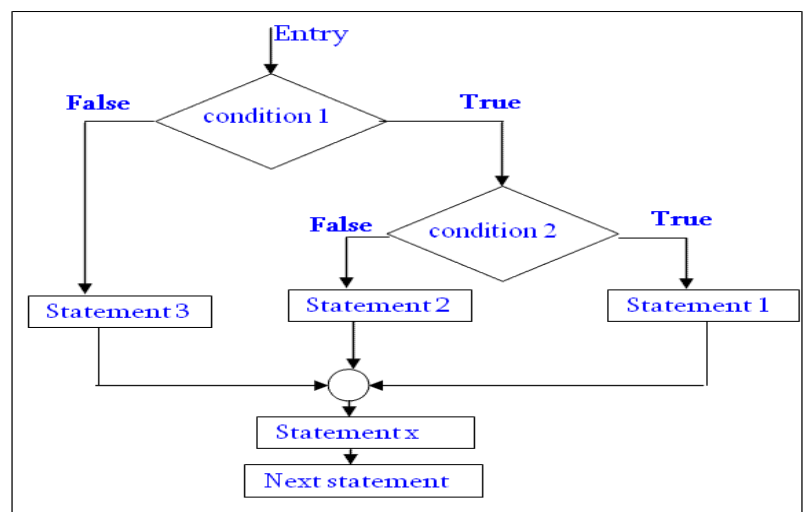 Entry
False
True
condition 1
False
True
condition 2
Statement 3
Statement 2
Statement 1
Statement x
Next statement